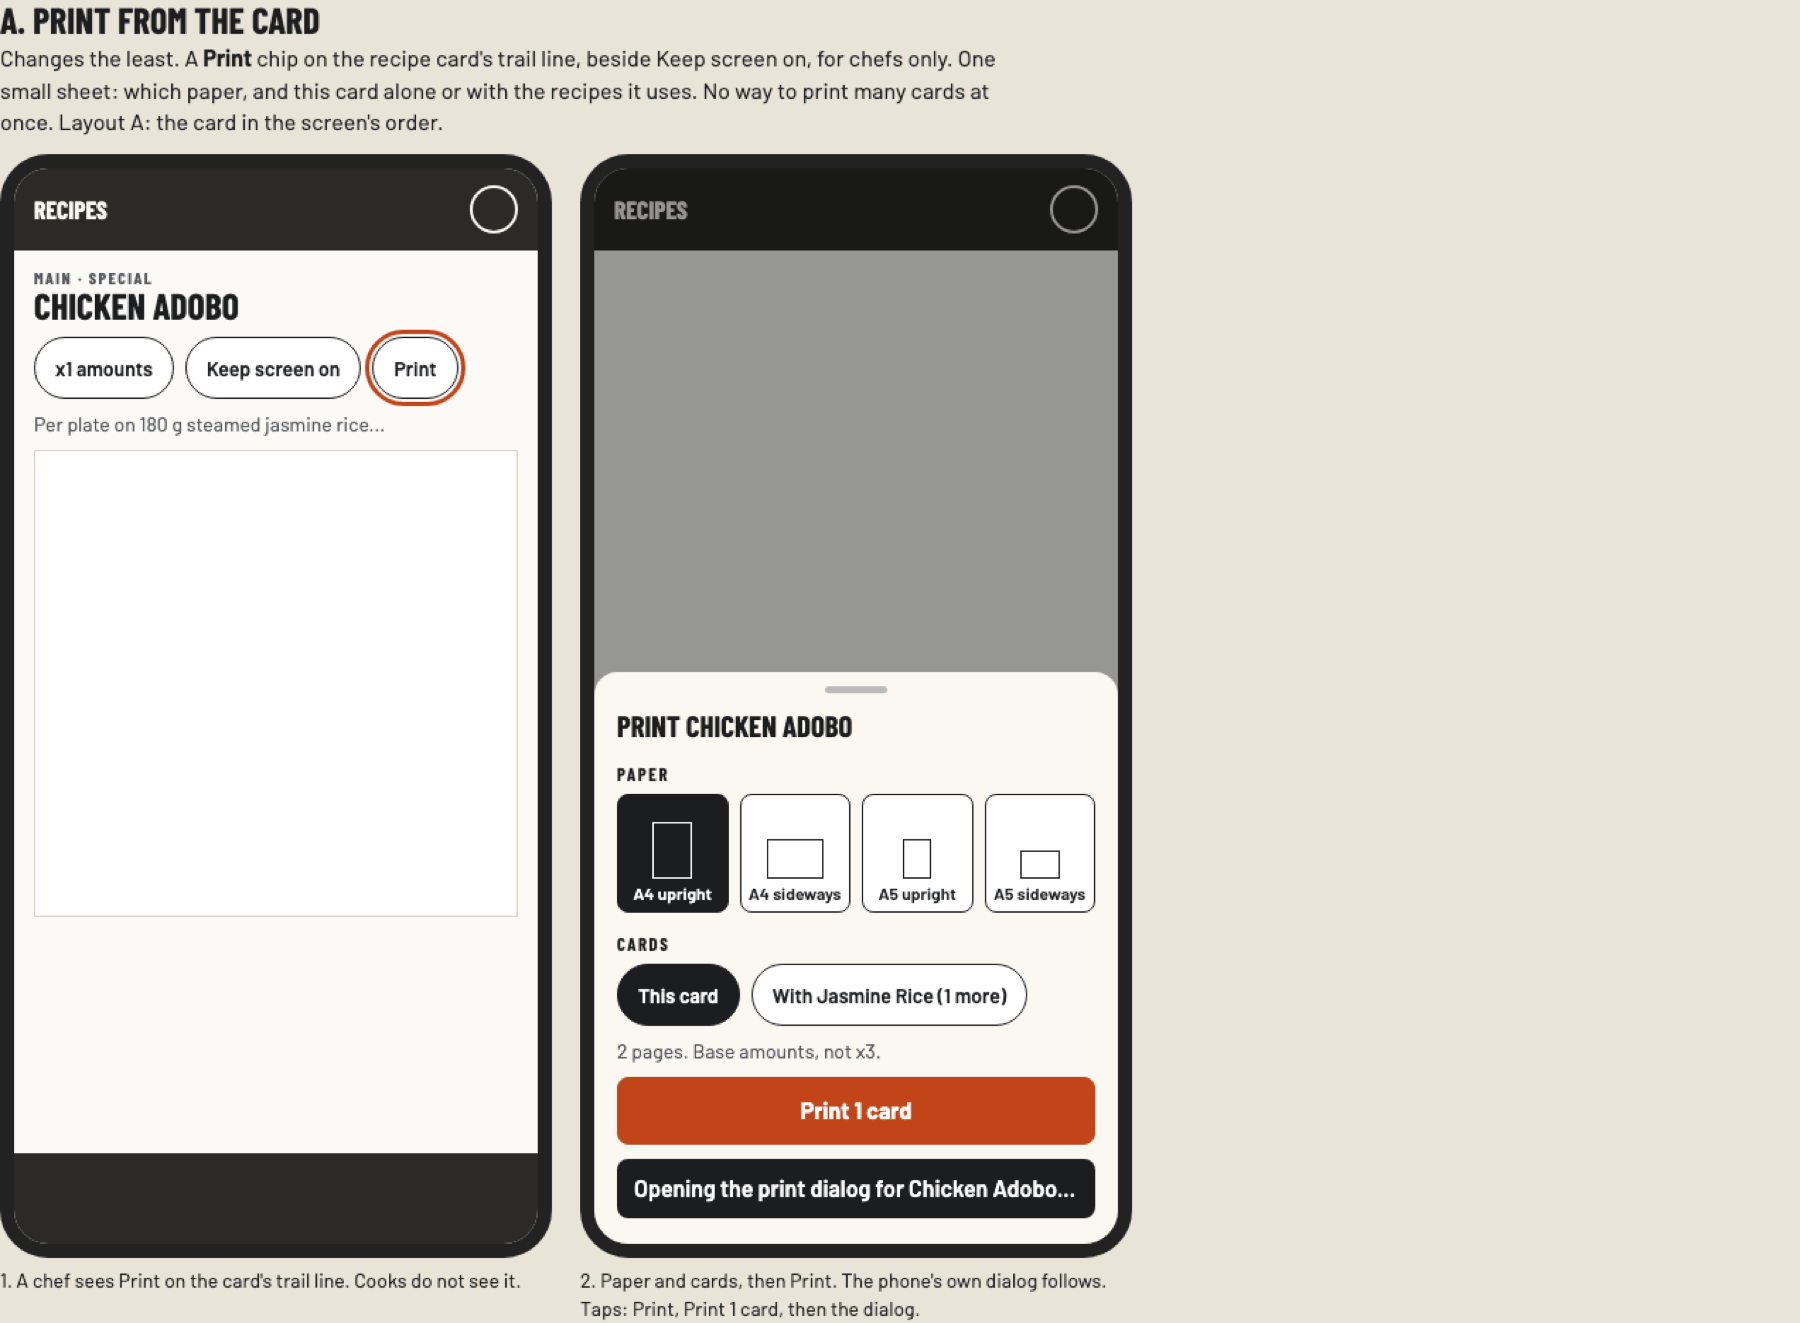 A. PRINT FROM THE CARD
Changes the least. A Print chip on the recipe card's trail line, beside Keep screen on, for chefs only. One
small sheet: which paper, and this card alone or with the recipes it uses. No way to print many cards at
once. Layout A: the card in the screen's order.
RECIPES
MAIN · SPECIAL
CHICKEN ADOBO
x1 amounts
Keep screen on
Print
Per plate on 180 g steamed jasmine rice...
1. A chef sees Print on the card's trail line. Cooks do not see it.
RECIPES
PRINT CHICKEN ADOBO
PAPER
A4 upright
A4 sideways
A5 upright
A5 sideways
CARDS
This card
With Jasmine Rice (1 more)
2 pages. Base amounts, not x3.
Print 1 card
Opening the print dialog for Chicken Adobo...
2. Paper and cards, then Print. The phone's own dialog follows.
Taps: Print, Print 1 card, then the dialog.